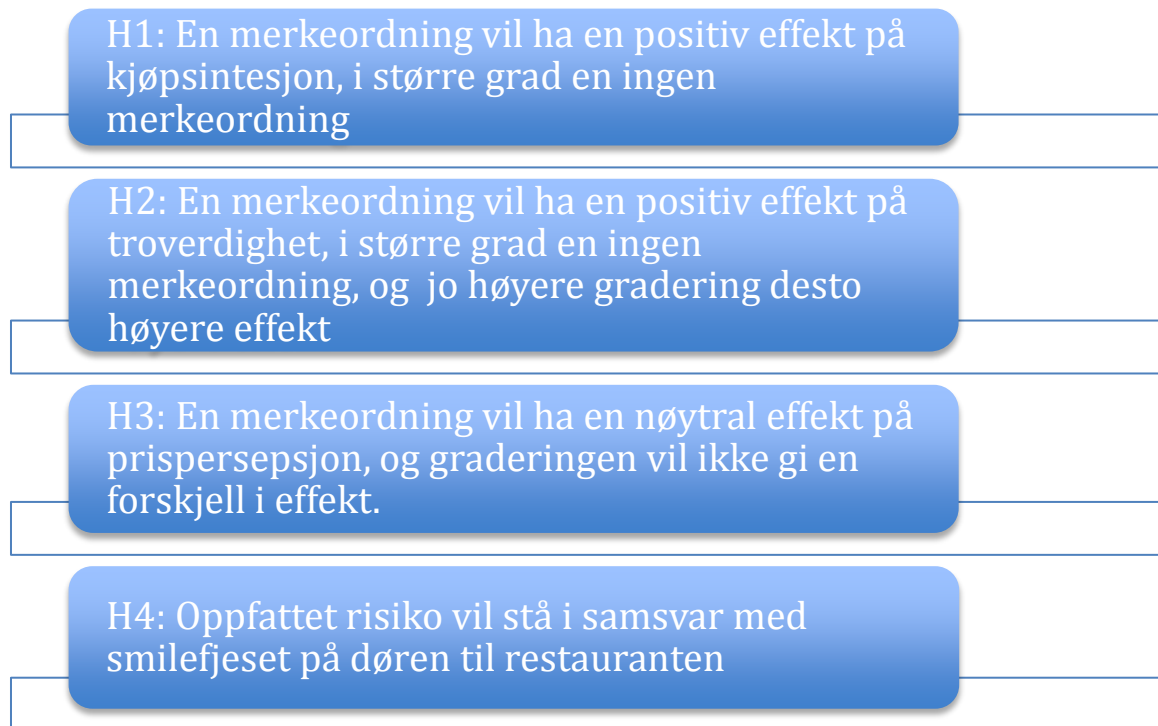 H1: En merkeordning vil ha en positiv effekt på
kjøpsintesjon, i større grad en ingen
merkeordning
H2: En merkeordning vil ha en positiv effekt på
troverdighet, i større grad en ingen
merkeordning, og  jo høyere gradering desto
høyere effekt
H3: En merkeordning vil ha en nøytral effekt på
prispersepsjon, og graderingen vil ikke gi en
forskjell i effekt.
H4: Oppfattet risiko vil stå i samsvar med
smilefjeset på døren til restauranten